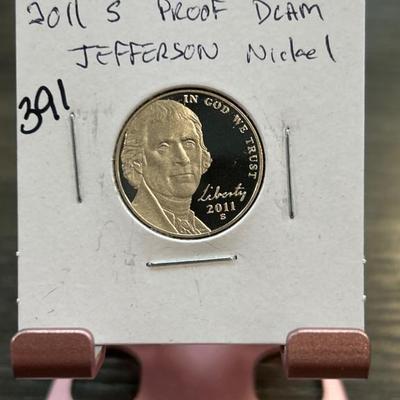 2011 S PROOF DCAM
JEFFERSON Nickel
391
IN GOD WE TRUST
Liberty
2011
S